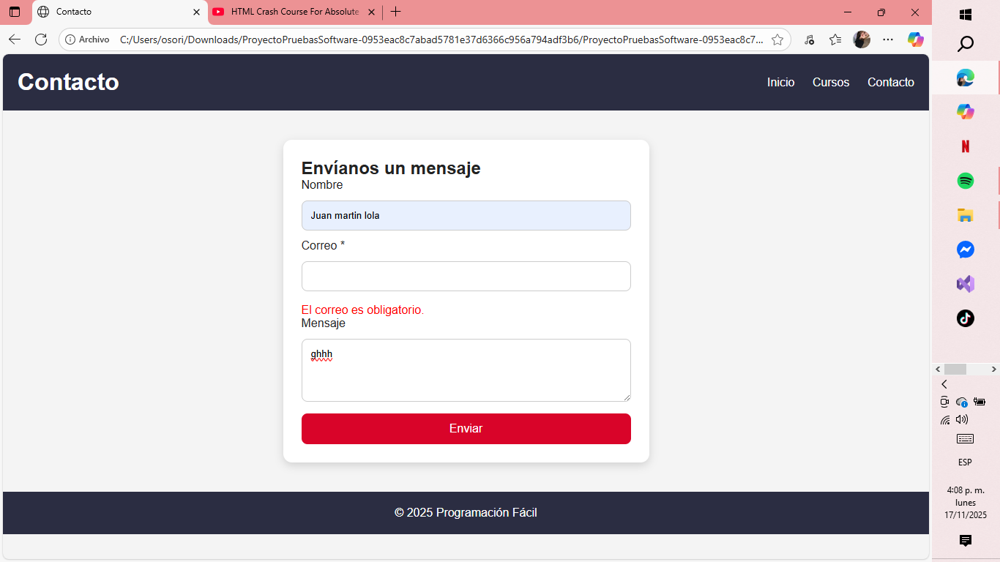 Contacto
HTML Crash Course For Absolute
Archivo
C:/Users/osori/Downloads/ProyectoPruebasSoftware-0953eac8c7abad5781e37d6366c956a794adf3b6/ProyectoPruebasSoftware-0953eac8c7...
Contacto
Inicio
Cursos
Contacto
Envíanos un mensaje
Nombre
Juan martin lola
Correo *
El correo es obligatorio.
Mensaje
ghhh
Enviar
© 2025 Programación Fácil
N
ESP
4:08 p. m.
lunes
17/11/2025